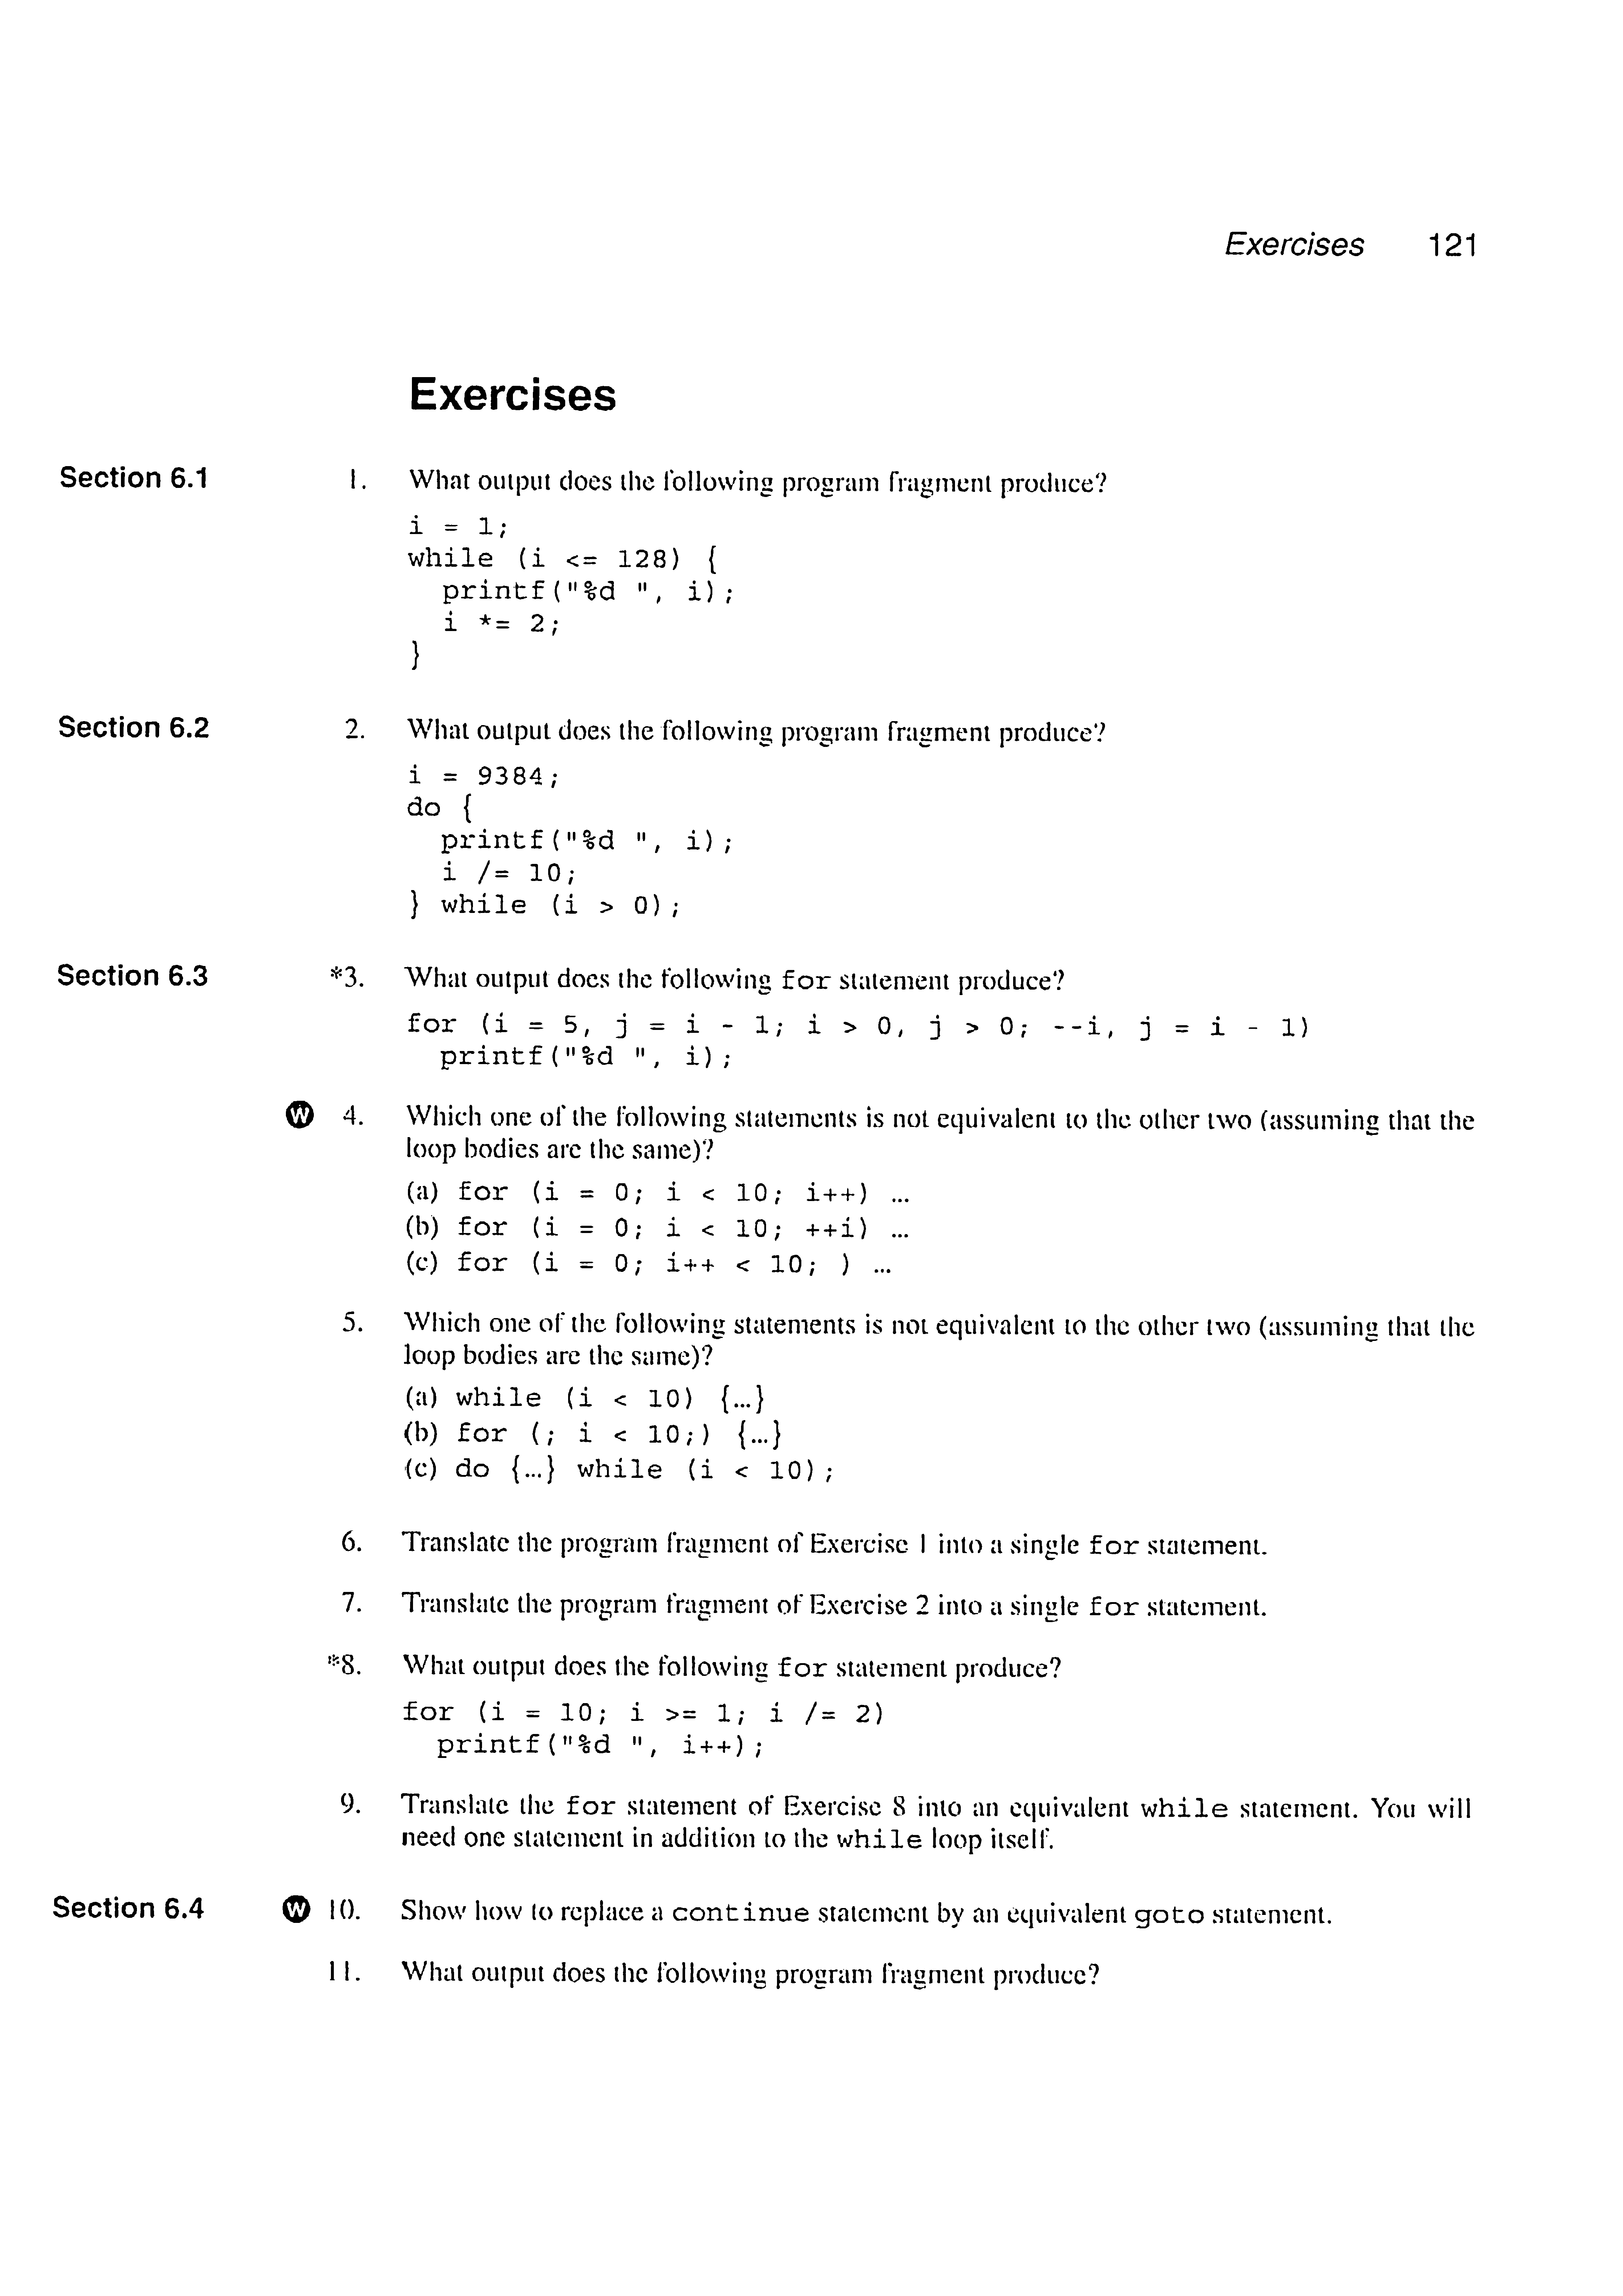 Exercises 121
Exercises
Section 6.1 1. What output does the following program fragment produce?
i = 1;
while (i <= 128) {
  printf("%d ", i);
  i *= 2;
}
Section 6.2 2. What output does the following program fragment produce?
i = 9384;
do {
  printf("%d ", i);
  i /= 10;
} while (i > 0);
Section 6.3 *3. What output does the following for statement produce?
for (i = 5, j = i - 1; i > 0, j > 0; --i, j = i - 1)
  printf("%d ", i);
W 4. Which one of the following statements is not equivalent to the other two (assuming that the
loop bodies are the same)?
(a) for (i = 0; i < 10; i++) …
(b) for (i = 0; i < 10; ++i) …
(c) for (i = 0; i++ < 10; ) …
5. Which one of the following statements is not equivalent to the other two (assuming that the
loop bodies are the same)?
(a) while (i < 10) {…}
(b) for (; i < 10;) {…}
(c) do {…} while (i < 10);
6. Translate the program fragment of Exercise 1 into a single for statement.
7. Translate the program fragment of Exercise 2 into a single for statement.
*8. What output does the following for statement produce?
for (i = 10; i >= 1; i /= 2)
  printf("%d ", i++);
9. Translate the for statement of Exercise 8 into an equivalent while statement. You will
need one statement in addition to the while loop itself.
Section 6.4 W 10. Show how to replace a continue statement by an equivalent goto statement.
11. What output does the following program fragment produce?